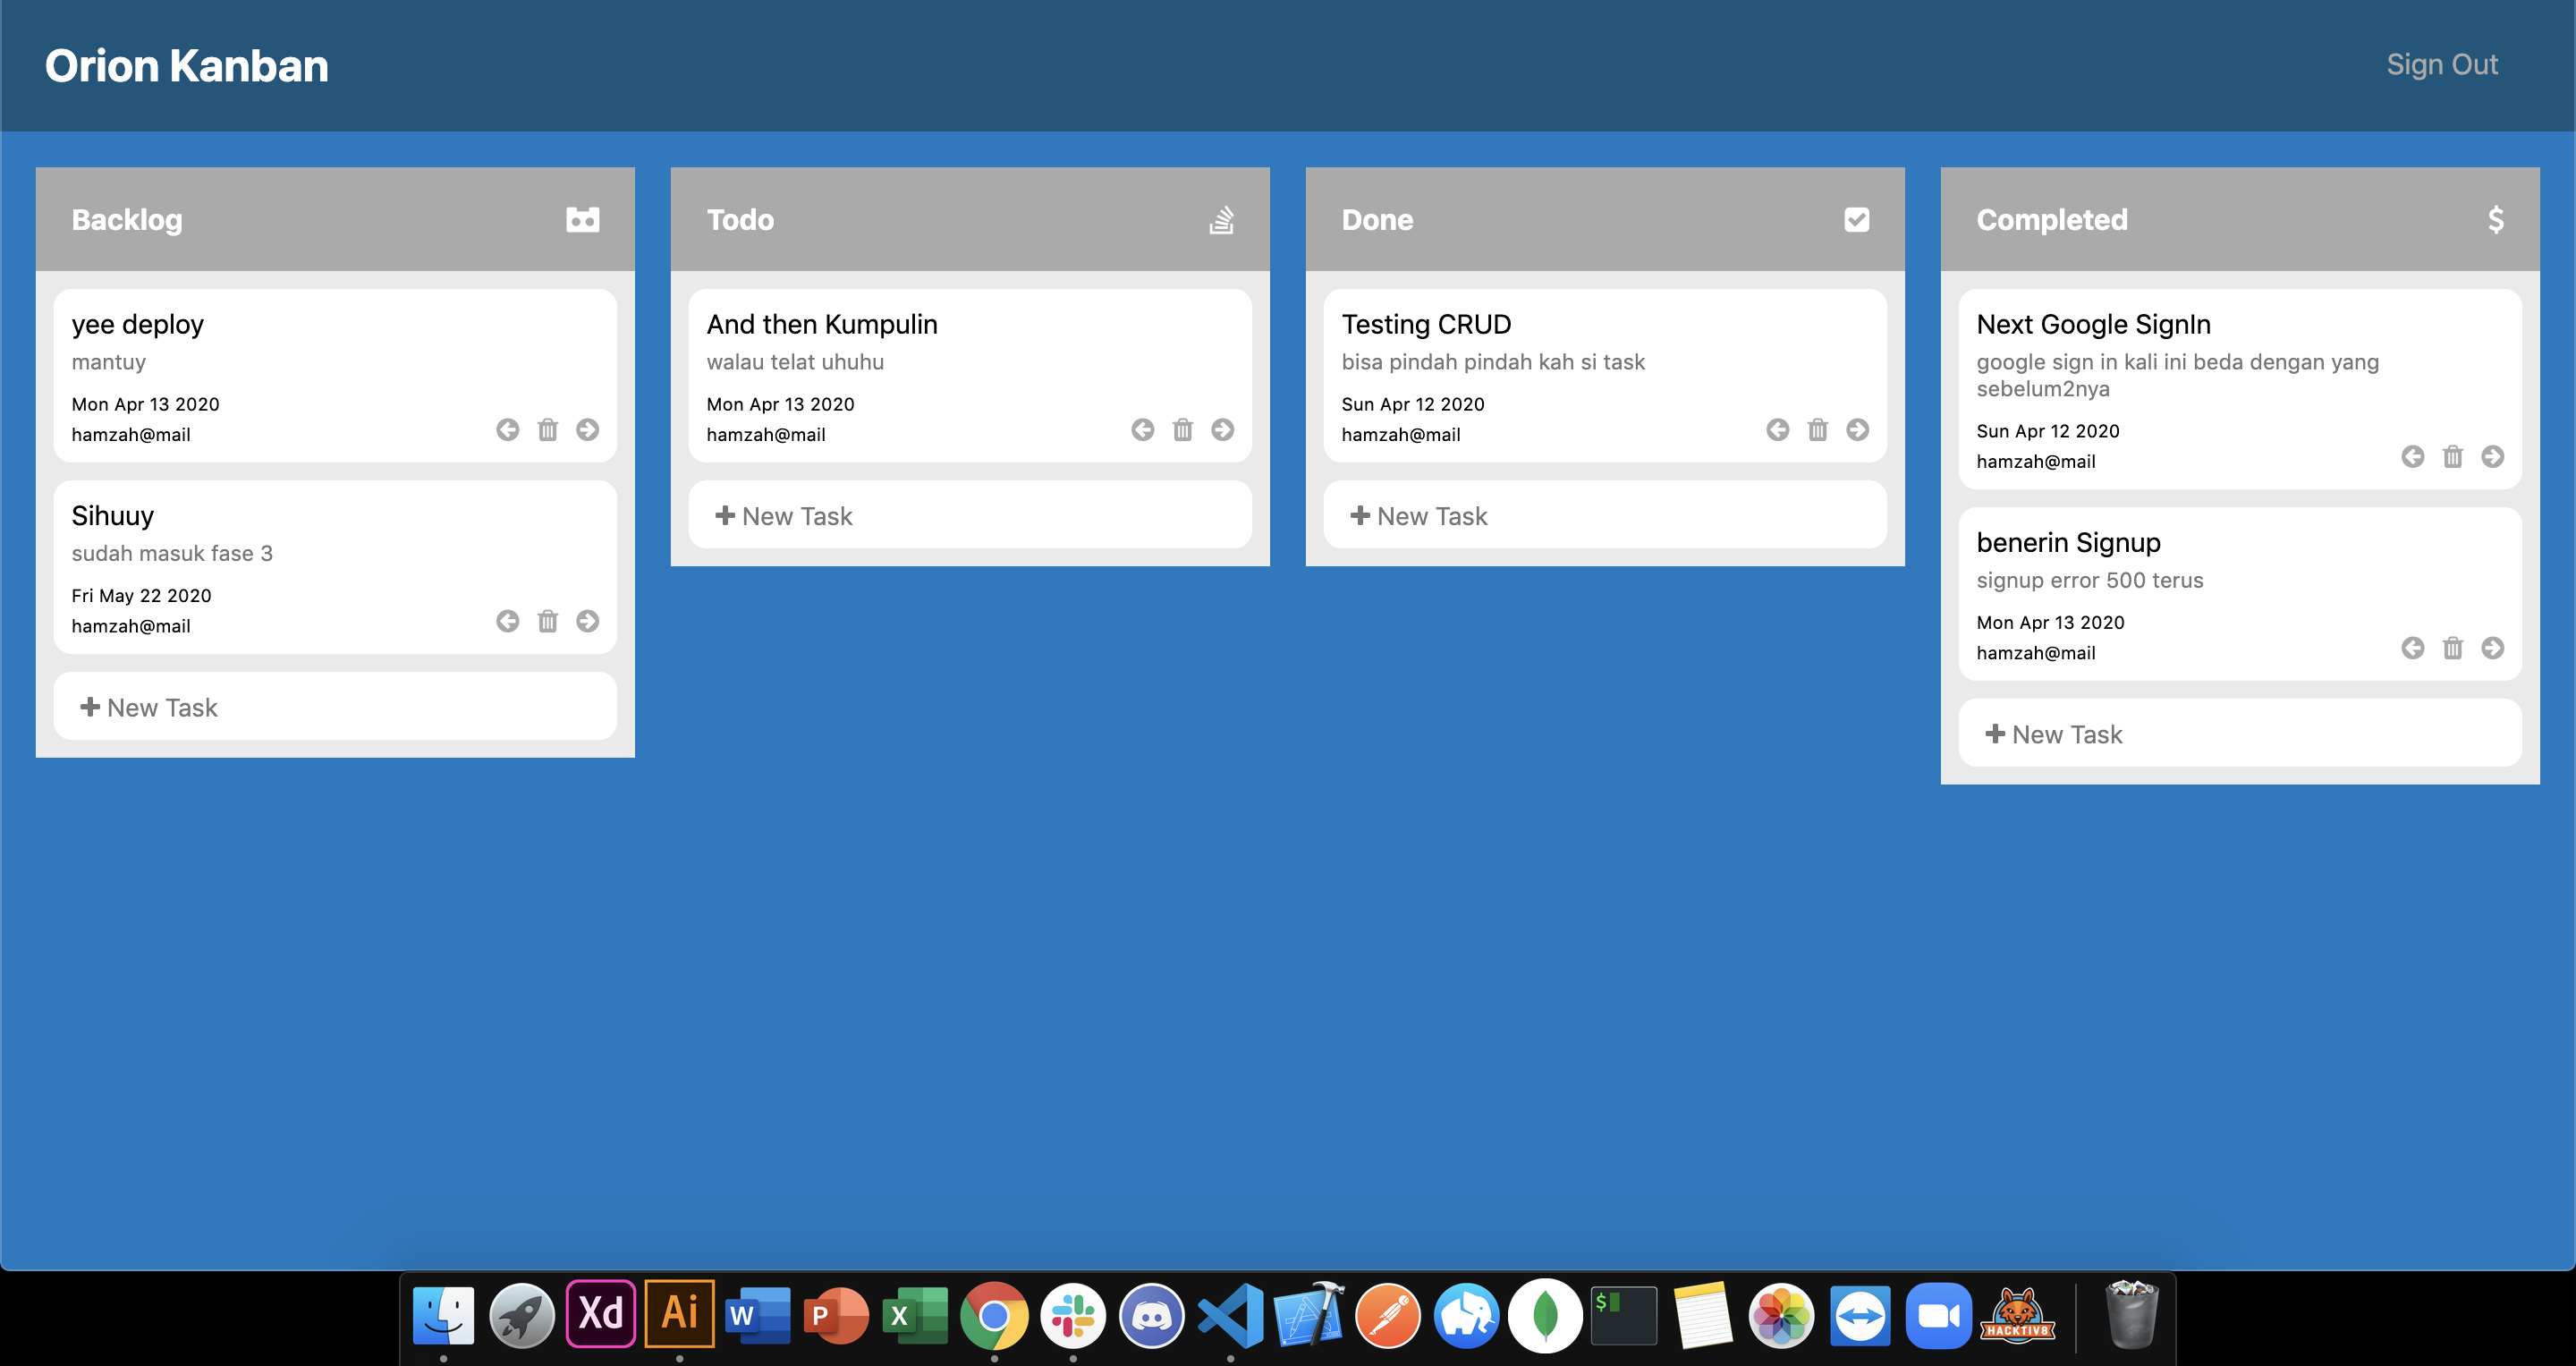 Orion Kanban
Sign Out
Backlog
yee deploy
mantuy
Mon Apr 13 2020
hamzah@mail
Sihuuy
sudah masuk fase 3
Fri May 22 2020
hamzah@mail
New Task
Todo
And then Kumpulin
walau telat uhuhu
Mon Apr 13 2020
hamzah@mail
New Task
Done
Testing CRUD
bisa pindah pindah kah si task
Sun Apr 12 2020
hamzah@mail
New Task
Completed
$
Next Google SignIn
google sign in kali ini beda dengan yang
sebelum2nya
Sun Apr 12 2020
hamzah@mail
benerin Signup
signup error 500 terus
Mon Apr 13 2020
hamzah@mail
New Task
Xd
Ai
W
P
X
$
HACKTIV8